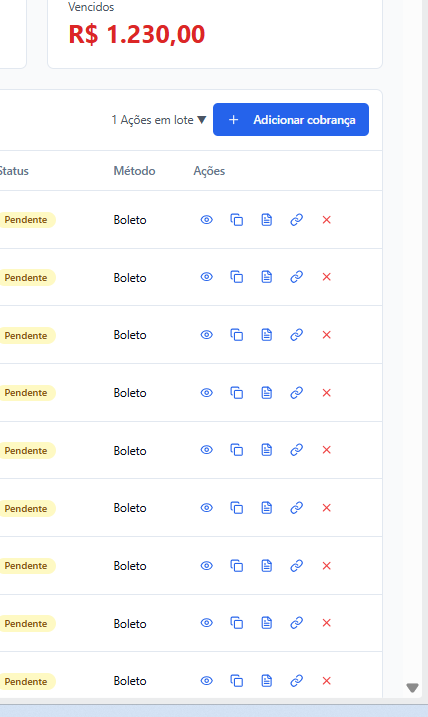 Vencidos
R$ 1.230,00
1 Ações em lote ▼ + Adicionar cobrança
Status Método Ações
Pendente Boleto
Pendente Boleto
Pendente Boleto
Pendente Boleto
Pendente Boleto
Pendente Boleto
Pendente Boleto
Pendente Boleto
Pendente Boleto